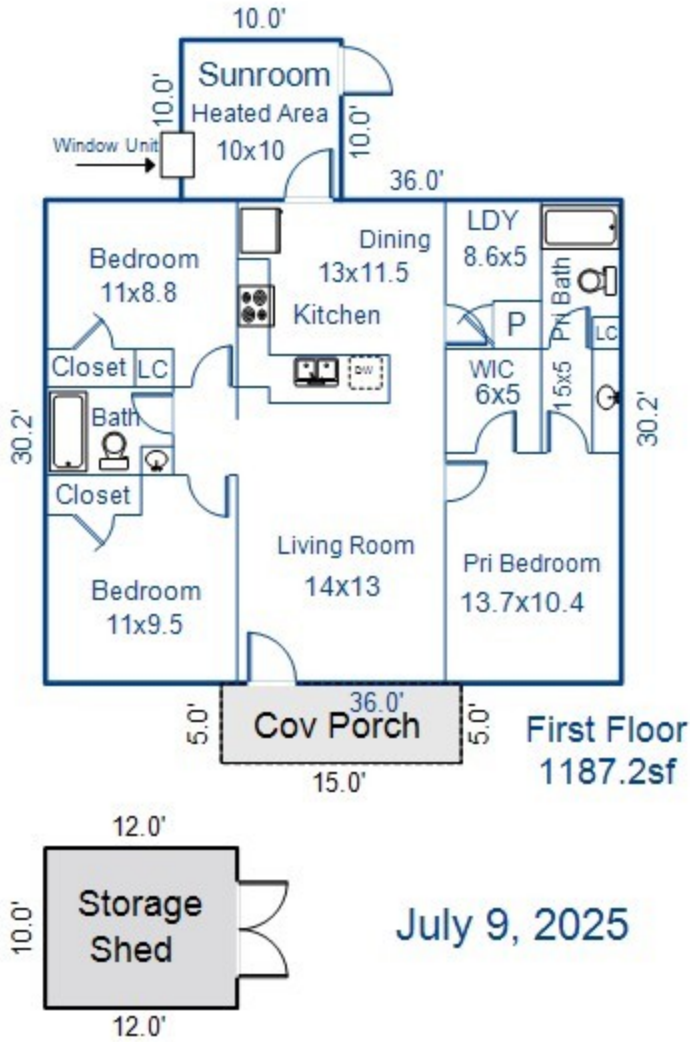 10.0'
10.0'
Sunroom
Heated Area
10x10
10.0'
Window Unit
36.0'
Bedroom
11x8.8
Dining
13x11.5
Kitchen
LDY
8.6x5
Pri Bath
15x5
P
LC
Closet
LC
DW
WIC
6x5
Bath
30.2'
30.2'
Closet
Living Room
14x13
Pri Bedroom
13.7x10.4
Bedroom
11x9.5
36.0'
5.0'
Cov Porch
5.0'
15.0'
First Floor
1187.2sf
12.0'
10.0'
Storage
Shed
12.0'
July 9, 2025